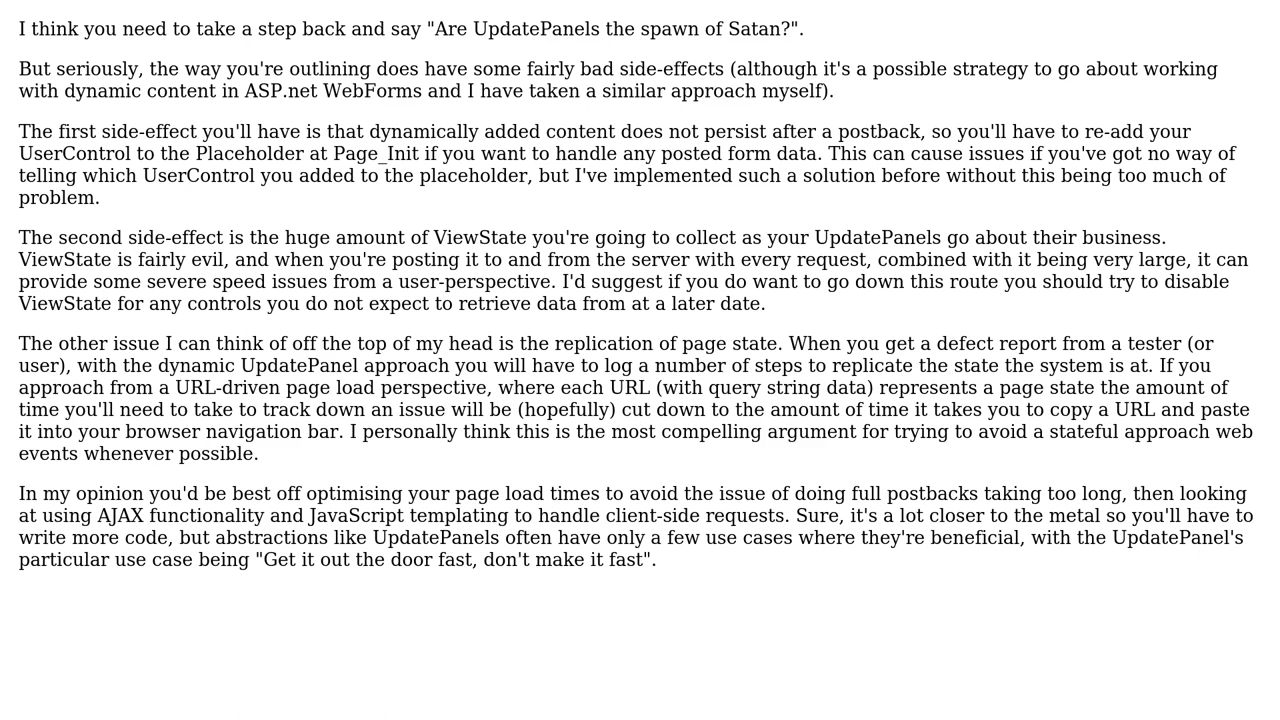 I think you need to take a step back and say "Are UpdatePanels the spawn of Satan?".
But seriously, the way you're outlining does have some fairly bad side-effects (although it's a possible strategy to go about working
with dynamic content in ASP.net WebForms and I have taken a similar approach myself).
The first side-effect you'll have is that dynamically added content does not persist after a postback, so you'll have to re-add your
UserControl to the Placeholder at Page_Init if you want to handle any posted form data. This can cause issues if you've got no way of
telling which UserControl you added to the placeholder, but I've implemented such a solution before without this being too much of
problem.
The second side-effect is the huge amount of ViewState you're going to collect as your UpdatePanels go about their business.
ViewState is fairly evil, and when you're posting it to and from the server with every request, combined with it being very large, it can
provide some severe speed issues from a user-perspective. I'd suggest if you do want to go down this route you should try to disable
ViewState for any controls you do not expect to retrieve data from at a later date.
The other issue I can think of off the top of my head is the replication of page state. When you get a defect report from a tester (or
user), with the dynamic UpdatePanel approach you will have to log a number of steps to replicate the state the system is at. If you
approach from a URL-driven page load perspective, where each URL (with query string data) represents a page state the amount of
time you'll need to take to track down an issue will be (hopefully) cut down to the amount of time it takes you to copy a URL and paste
it into your browser navigation bar. I personally think this is the most compelling argument for trying to avoid a stateful approach web
events whenever possible.
In my opinion you'd be best off optimising your page load times to avoid the issue of doing full postbacks taking too long, then looking
at using AJAX functionality and JavaScript templating to handle client-side requests. Sure, it's a lot closer to the metal so you'll have to
write more code, but abstractions like UpdatePanels often have only a few use cases where they're beneficial, with the UpdatePanel's
particular use case being "Get it out the door fast, don't make it fast".